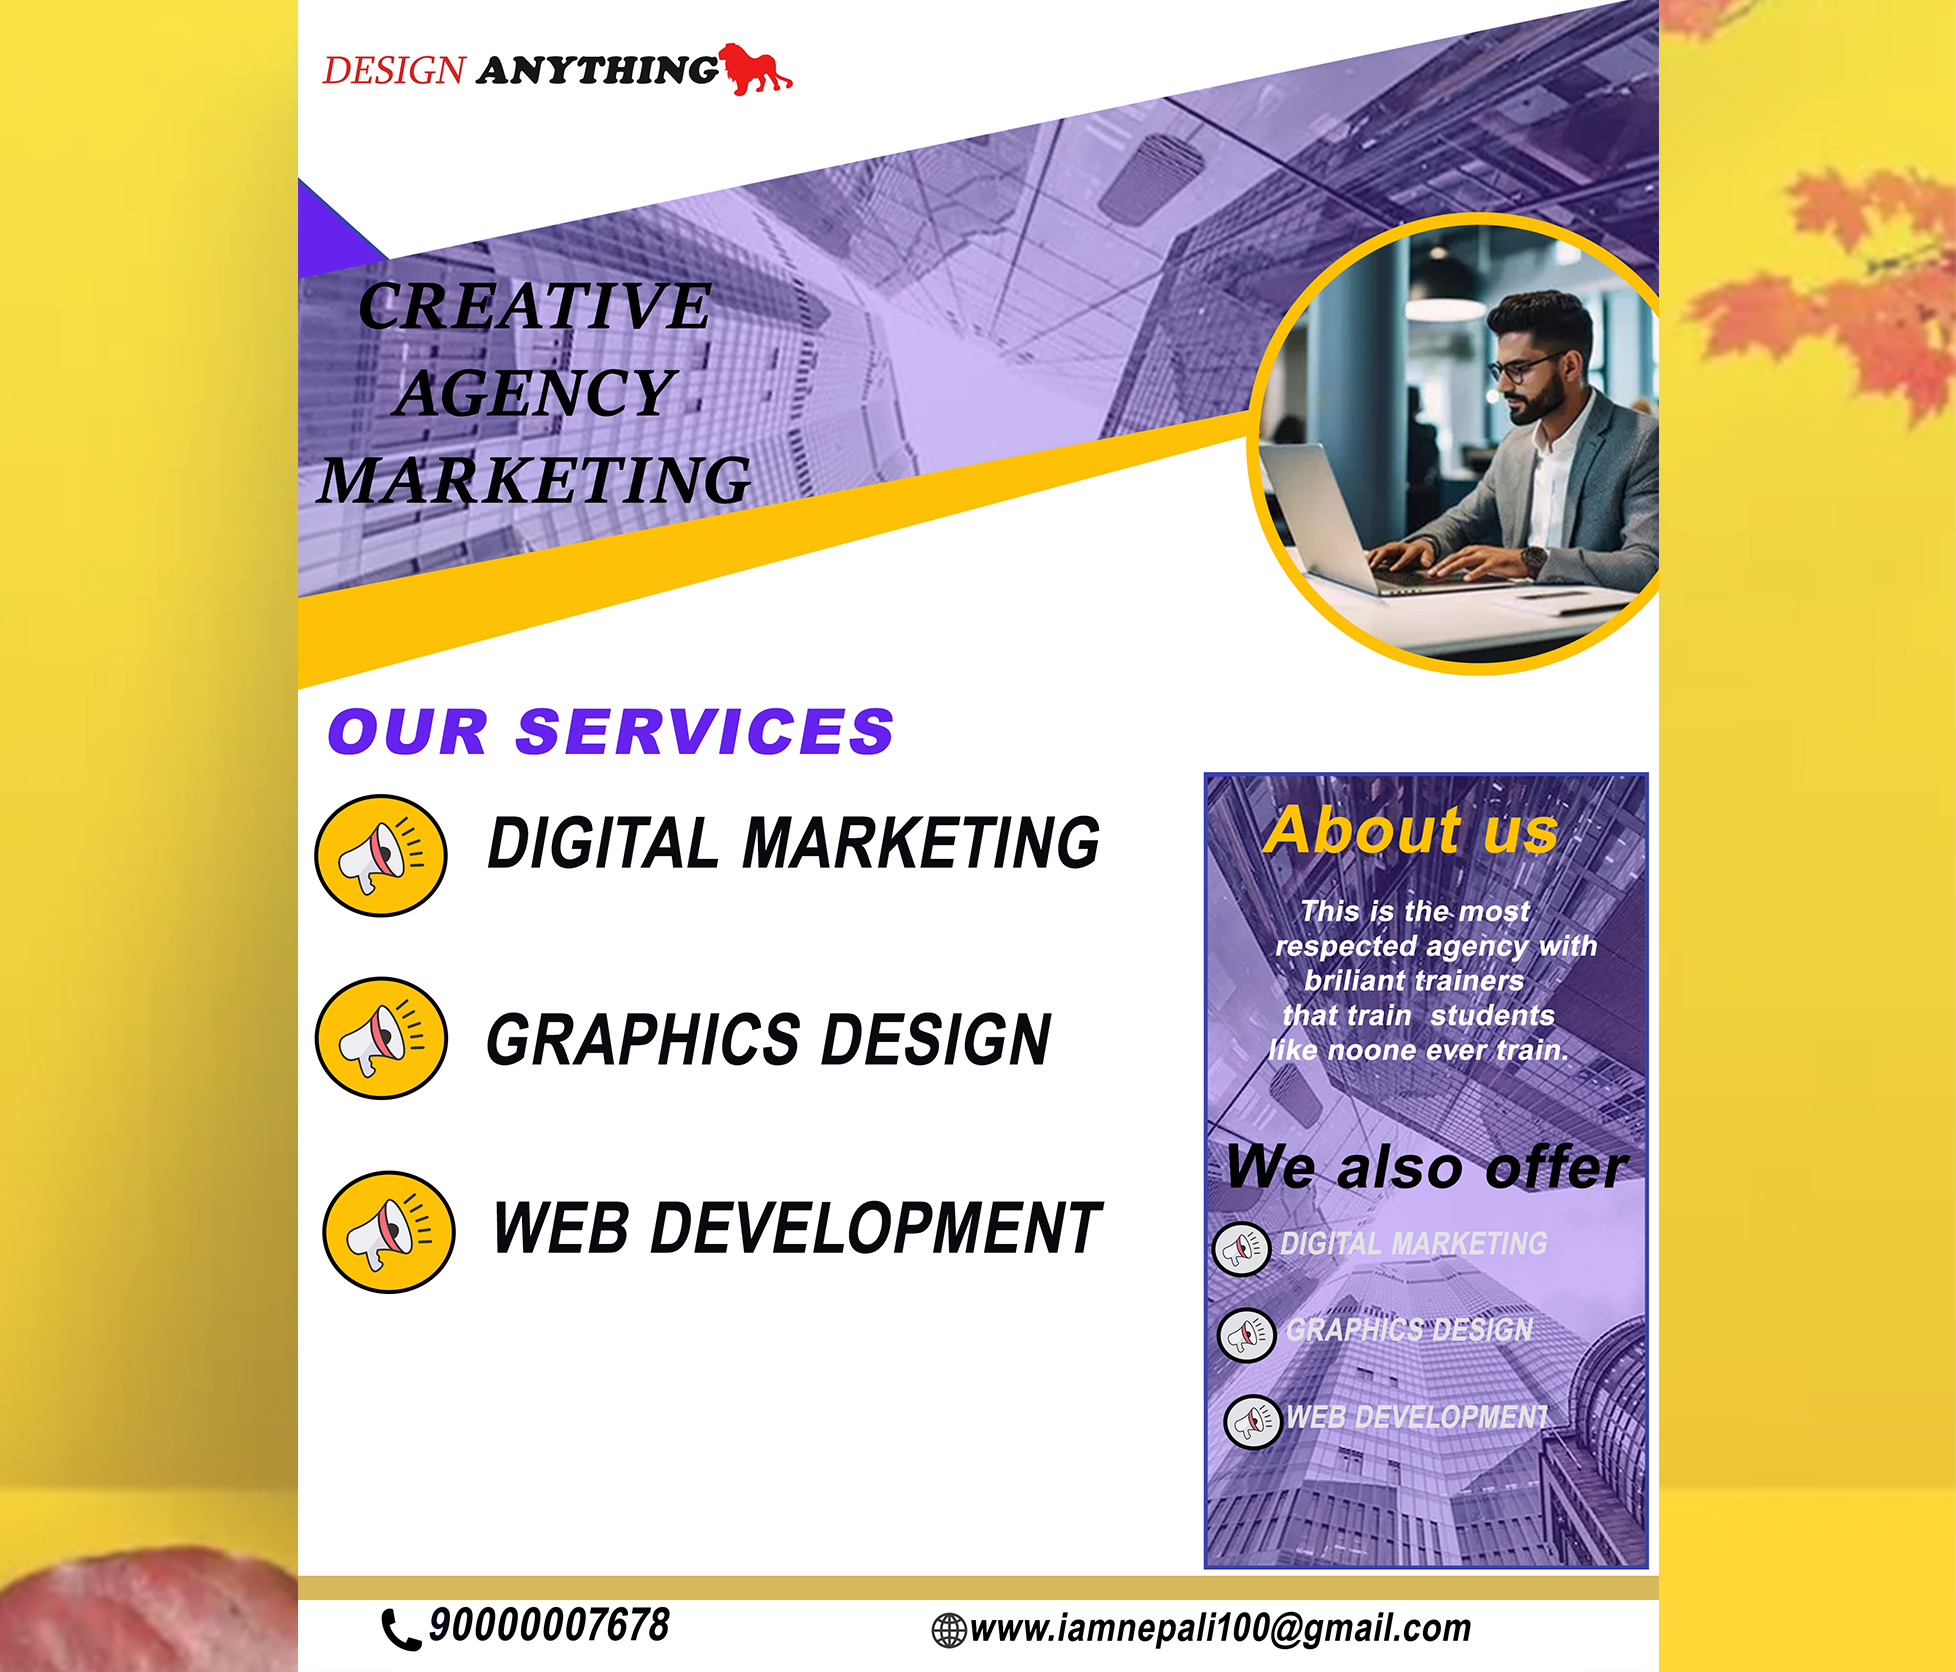 DESIGN ANYTHING
CREATIVE
AGENCY
MARKETING
OUR SERVICES
DIGITAL MARKETING
GRAPHICS DESIGN
WEB DEVELOPMENT
About us
This is the most
respected agency with
briliant trainers
that train students
like noone ever train.
We also offer
DIGITAL MARKETING
GRAPHICS DESIGN
WEB DEVELOPMENT
90000007678
www.iamnepali100@gmail.com